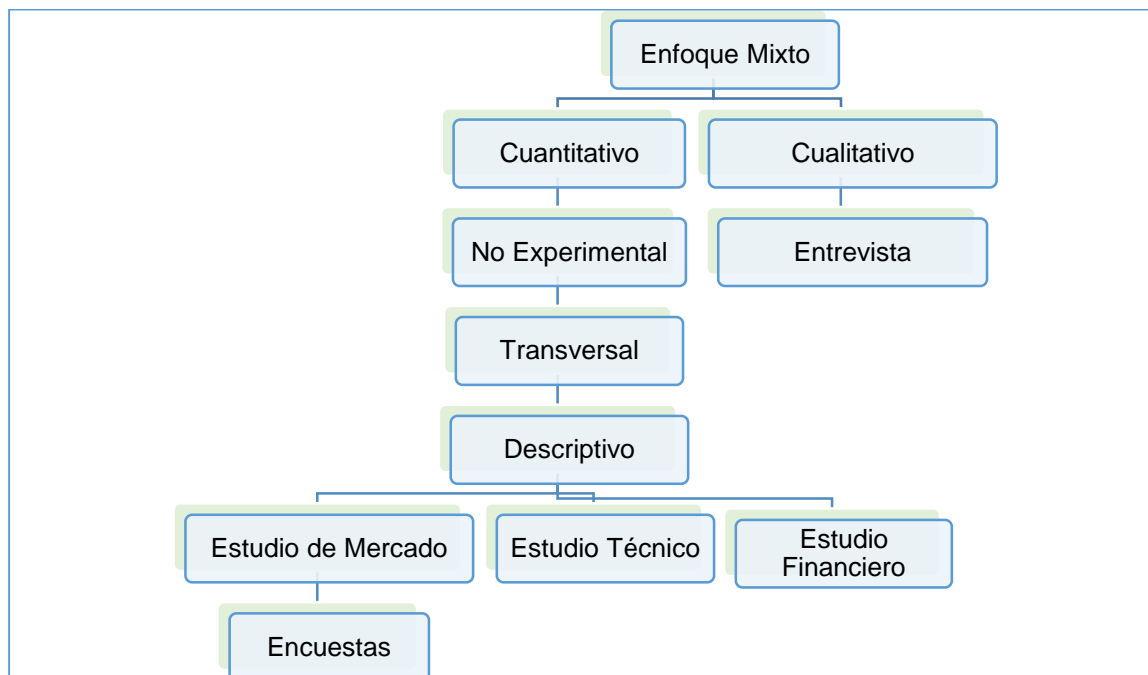 Enfoque Mixto
Cuantitativo
Cualitativo
No Experimental
Entrevista
Transversal
Descriptivo
Estudio de Mercado
Estudio Técnico
Estudio
Financiero
Encuestas